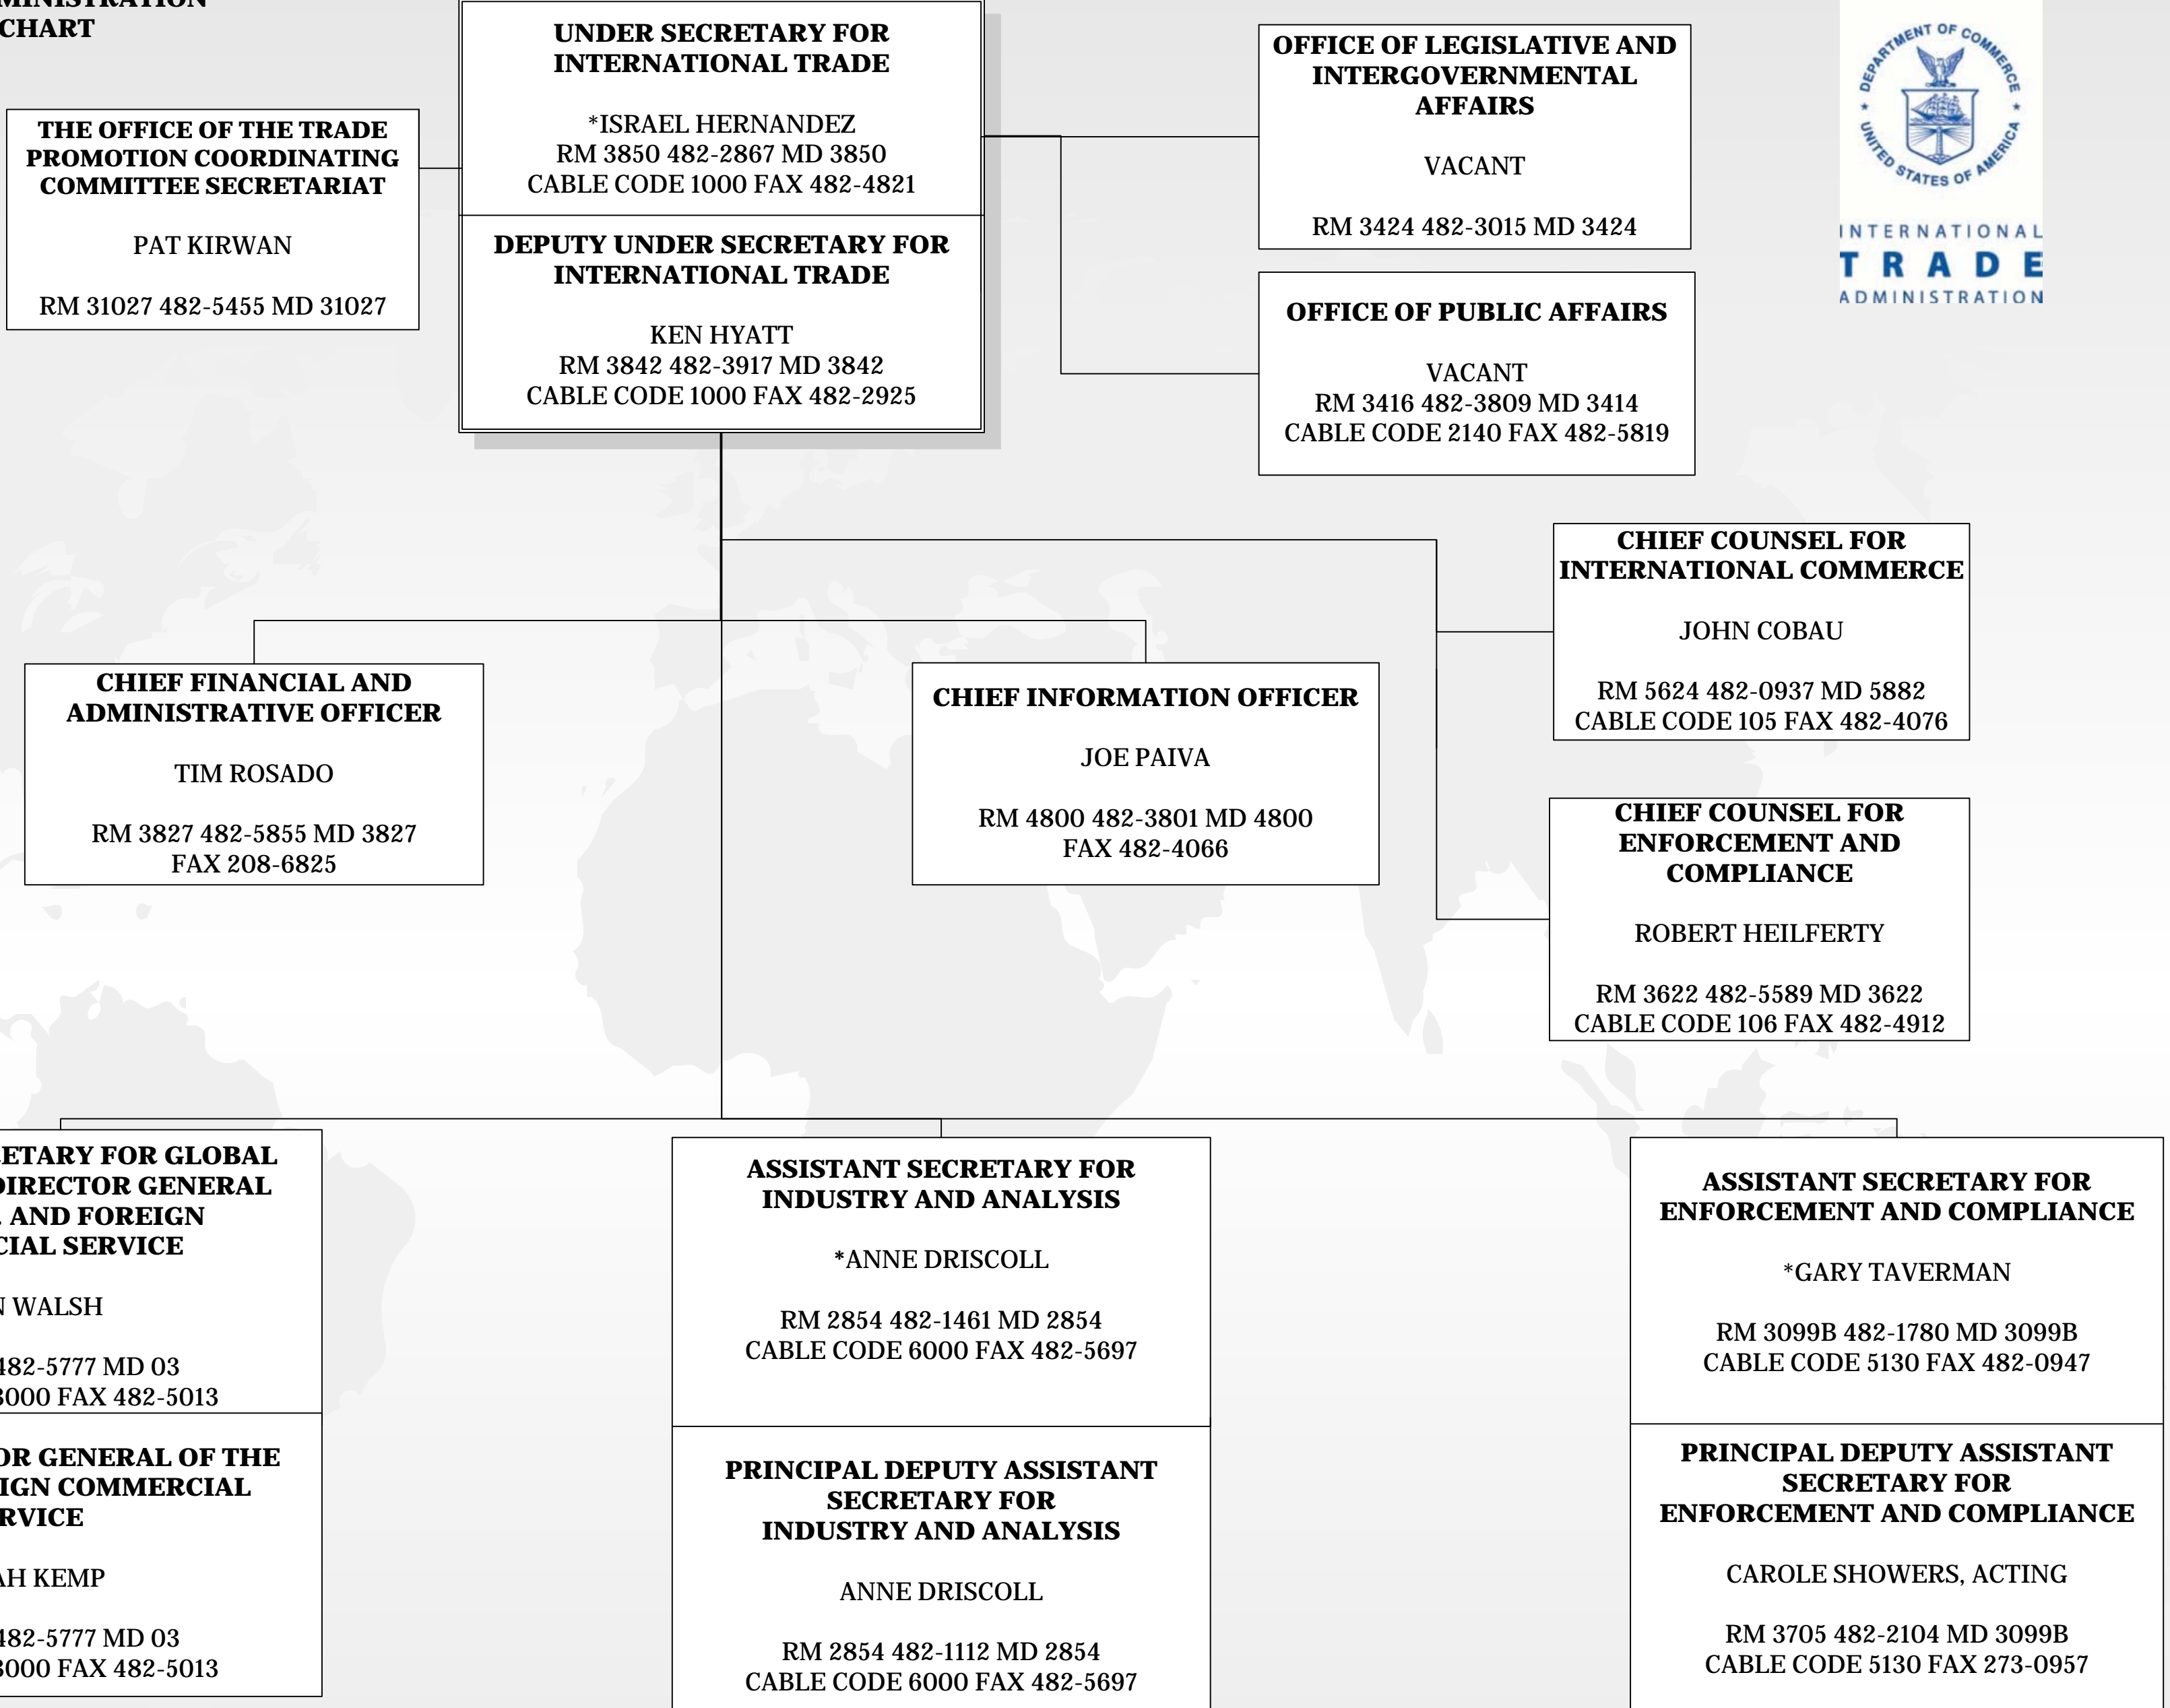 CHART
UNDER SECRETARY FOR
INTERNATIONAL TRADE
*ISRAEL HERNANDEZ
RM 3850 482-2867 MD 3850
CABLE CODE 1000 FAX 482-4821
DEPUTY UNDER SECRETARY FOR
INTERNATIONAL TRADE
KEN HYATT
RM 3842 482-3917 MD 3842
CABLE CODE 1000 FAX 482-2925
THE OFFICE OF THE TRADE
PROMOTION COORDINATING
COMMITTEE SECRETARIAT
PAT KIRWAN
RM 31027 482-5455 MD 31027
OFFICE OF LEGISLATIVE AND
INTERGOVERNMENTAL
AFFAIRS
VACANT
RM 3424 482-3015 MD 3424
OFFICE OF PUBLIC AFFAIRS
VACANT
RM 3416 482-3809 MD 3414
CABLE CODE 2140 FAX 482-5819
DEPARTMENT OF COMMERCE
UNITED STATES OF AMERICA
INTERNATIONAL
TRADE
ADMINISTRATION
CHIEF COUNSEL FOR
INTERNATIONAL COMMERCE
JOHN COBAU
RM 5624 482-0937 MD 5882
CABLE CODE 105 FAX 482-4076
CHIEF FINANCIAL AND
ADMINISTRATIVE OFFICER
TIM ROSADO
RM 3827 482-5855 MD 3827
FAX 208-6825
CHIEF INFORMATION OFFICER
JOE PAIVA
RM 4800 482-3801 MD 4800
FAX 482-4066
CHIEF COUNSEL FOR
ENFORCEMENT AND
COMPLIANCE
ROBERT HEILFERTY
RM 3622 482-5589 MD 3622
CABLE CODE 106 FAX 482-4912
FOR GLOBAL
DIRECTOR GENERAL
AND FOREIGN
SERVICE
WALSH
482-5777 MD 03
FAX 482-5013
GENERAL OF THE
COMMERCIAL
KEMP
482-5777 MD 03
FAX 482-5013
ASSISTANT SECRETARY FOR
INDUSTRY AND ANALYSIS
*ANNE DRISCOLL
RM 2854 482-1461 MD 2854
CABLE CODE 6000 FAX 482-5697
PRINCIPAL DEPUTY ASSISTANT
SECRETARY FOR
INDUSTRY AND ANALYSIS
ANNE DRISCOLL
RM 2854 482-1112 MD 2854
CABLE CODE 6000 FAX 482-5697
ASSISTANT SECRETARY FOR
ENFORCEMENT AND COMPLIANCE
*GARY TAVERMAN
RM 3099B 482-1780 MD 3099B
CABLE CODE 5130 FAX 482-0947
PRINCIPAL DEPUTY ASSISTANT
SECRETARY FOR
ENFORCEMENT AND COMPLIANCE
CAROLE SHOWERS, ACTING
RM 3705 482-2104 MD 3099B
CABLE CODE 5130 FAX 273-0957